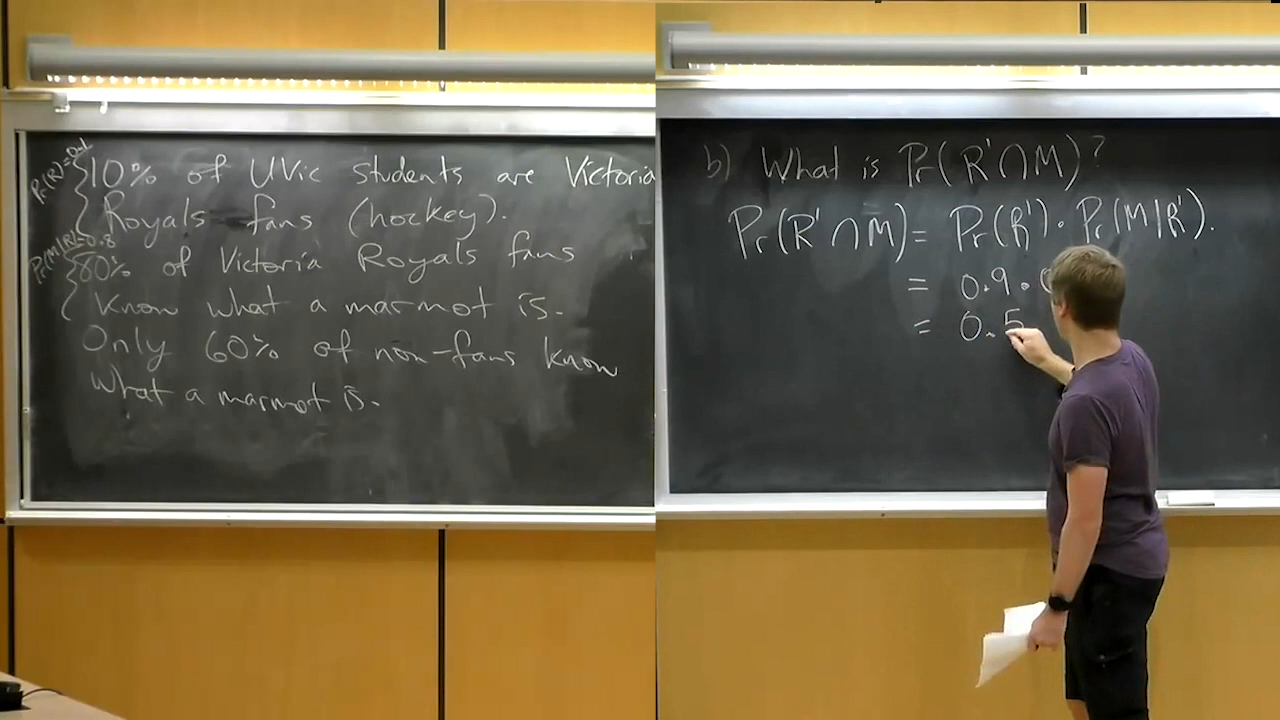 Pr(R)=0.1
10% of UVic students are Victoria
Royals fans (hockey).
Pr(M|R)=0.8
80% of Victoria Royals fans
know what a marmot is.
Only 60% of non-fans know
what a marmot is.
b) What is Pr(R'∩M)?
Pr(R'∩M) = Pr(R')·Pr(M|R').
= 0.9·0
= 0.5